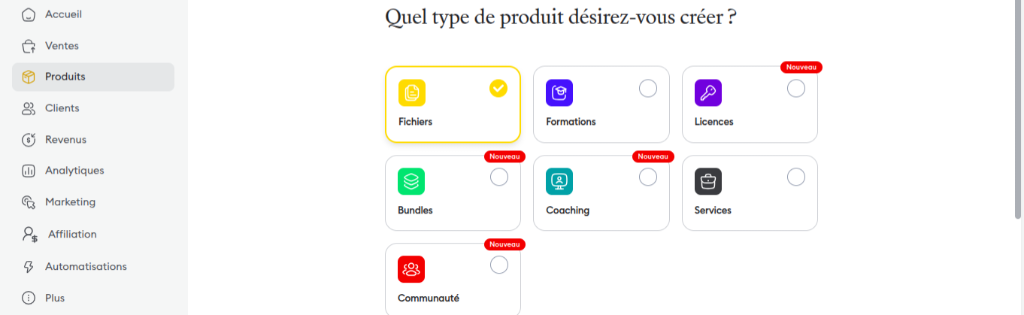 Accueil
Ventes
Produits
Clients
Revenus
Analytiques
Marketing
Affiliation
Automatisations
Plus
Quel type de produit désirez-vous créer ?
Fichiers
Formations
Nouveau
Licences
Nouveau
Bundles
Nouveau
Coaching
Services
Nouveau
Communauté